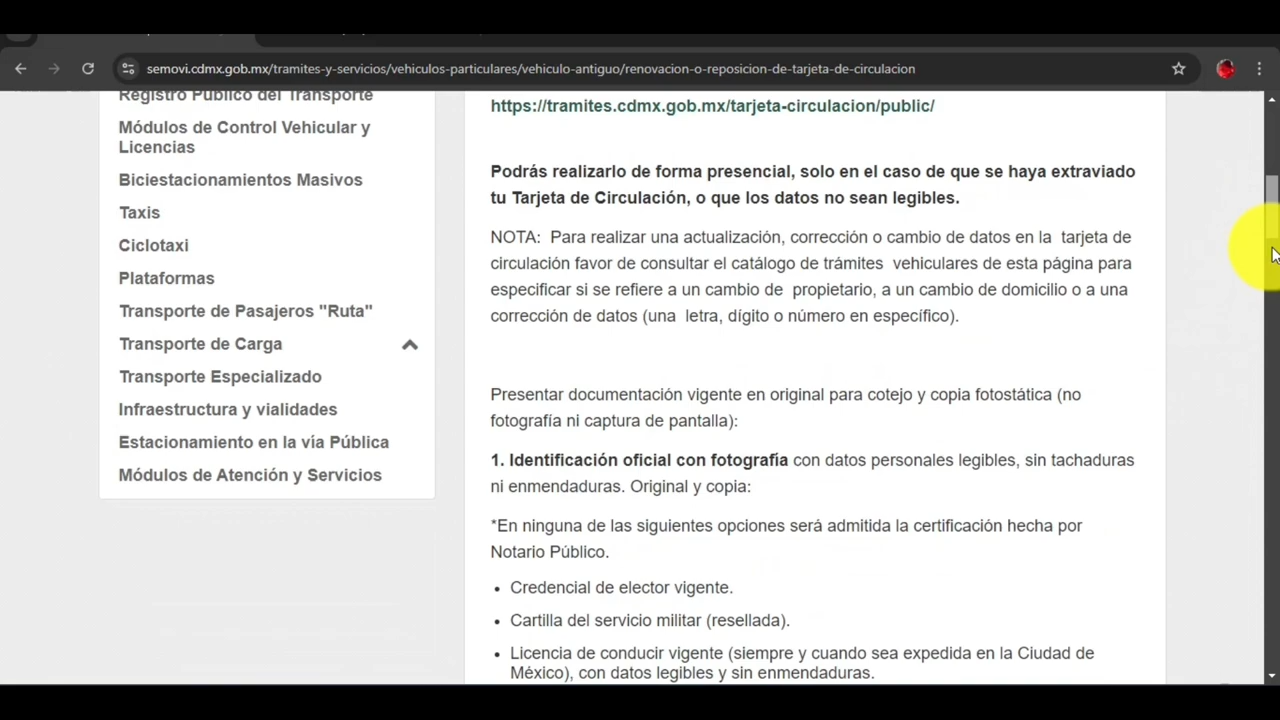 semovi.cdmx.gob.mx/tramites-y-servicios/vehiculos-particulares/vehiculo-antiguo/renovacion-o-reposicion-de-tarjeta-de-circulacion
Registro Público del Transporte
Módulos de Control Vehicular y
Licencias
Biciestacionamientos Masivos
Taxis
Ciclotaxi
Plataformas
Transporte de Pasajeros "Ruta"
Transporte de Carga
Transporte Especializado
Infraestructura y vialidades
Estacionamiento en la vía Pública
Módulos de Atención y Servicios
https://tramites.cdmx.gob.mx/tarjeta-circulacion/public/
Podrás realizarlo de forma presencial, solo en el caso de que se haya extraviado
tu Tarjeta de Circulación, o que los datos no sean legibles.
NOTA: Para realizar una actualización, corrección o cambio de datos en la tarjeta de
circulación favor de consultar el catálogo de trámites vehiculares de esta página para
especificar si se refiere a un cambio de propietario, a un cambio de domicilio o a una
corrección de datos (una letra, dígito o número en específico).
Presentar documentación vigente en original para cotejo y copia fotostática (no
fotografía ni captura de pantalla):
1. Identificación oficial con fotografía con datos personales legibles, sin tachaduras
ni enmendaduras. Original y copia:
*En ninguna de las siguientes opciones será admitida la certificación hecha por
Notario Público.
• Credencial de elector vigente.
• Cartilla del servicio militar (resellada).
• Licencia de conducir vigente (siempre y cuando sea expedida en la Ciudad de
México), con datos legibles y sin enmendaduras.